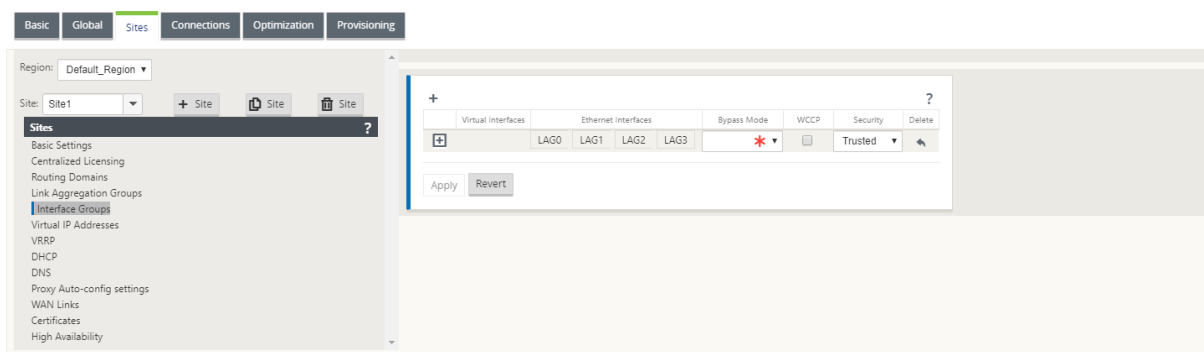 Basic Global Sites Connections Optimization Provisioning
Region: Default_Region
Site: Site1 + Site Site Site
Sites ?
Basic Settings
Centralized Licensing
Routing Domains
Link Aggregation Groups
Interface Groups
Virtual IP Addresses
VRRP
DHCP
DNS
Proxy Auto-config settings
WAN Links
Certificates
High Availability
+ ?
Virtual Interfaces Ethernet Interfaces Bypass Mode WCCP Security Delete
+ LAG0 LAG1 LAG2 LAG3 * Trusted
Apply Revert